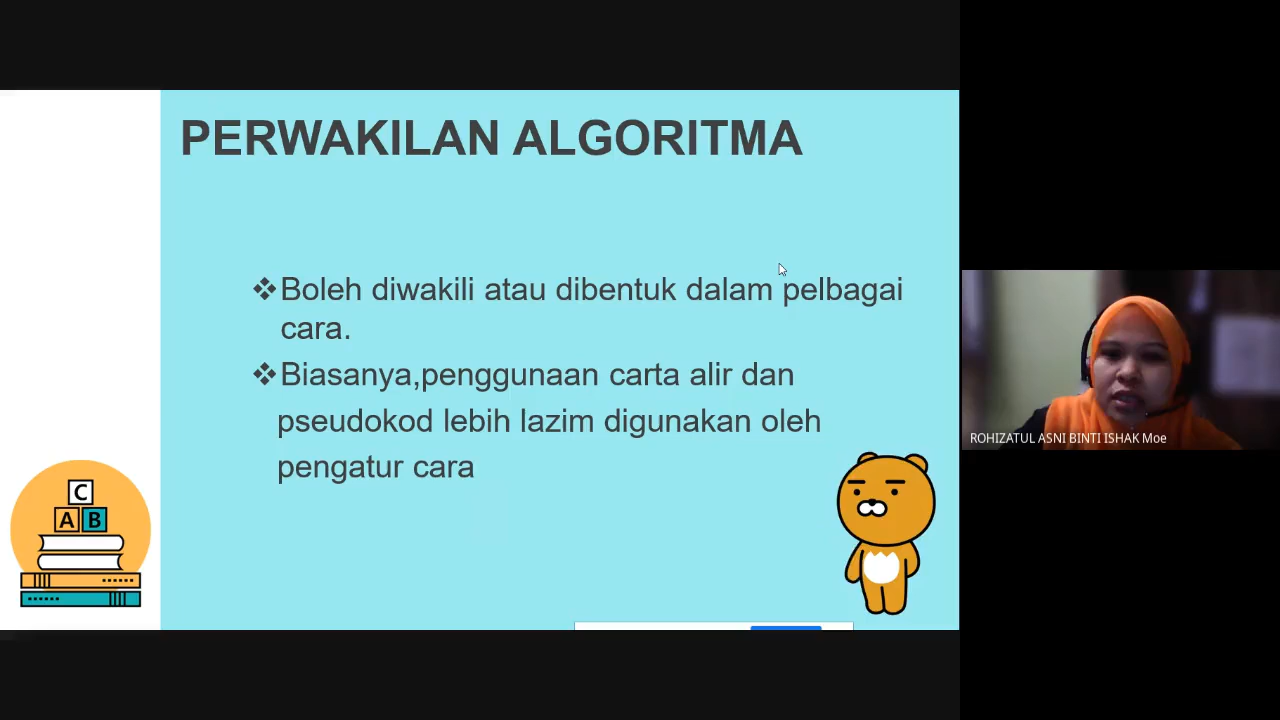 PERWAKILAN ALGORITMA
❖Boleh diwakili atau dibentuk dalam pelbagai
cara.
❖Biasanya,penggunaan carta alir dan
pseudokod lebih lazim digunakan oleh
pengatur cara
C
A B
ROHIZATUL ASNI BINTI ISHAK Moe